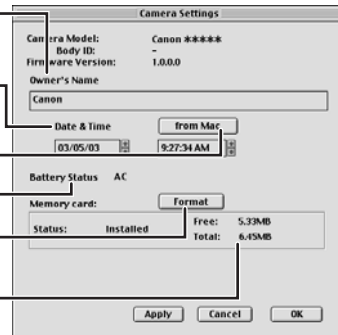 Camera Settings
Camera Model: Canon *****
Body ID: -
Firmware Version: 1.0.0.0
Owner's Name
Canon
Date & Time from Mac
03/05/03 9:27:34 AM
Battery Status AC
Memory card: Format
Status: Installed Free: 5.33MB
Total: 6.45MB
Apply Cancel OK